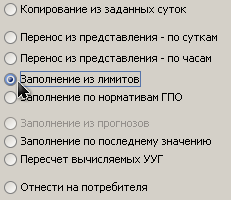 Копирование из заданных суток
Перенос из представления - по суткам
Перенос из представления - по часам
Заполнение из лимитов
Заполнение по нормативам ГПО
Заполнение из прогнозов
Заполнение по последнему значению
Пересчет вычисляемых УУГ
Отнести на потребителя